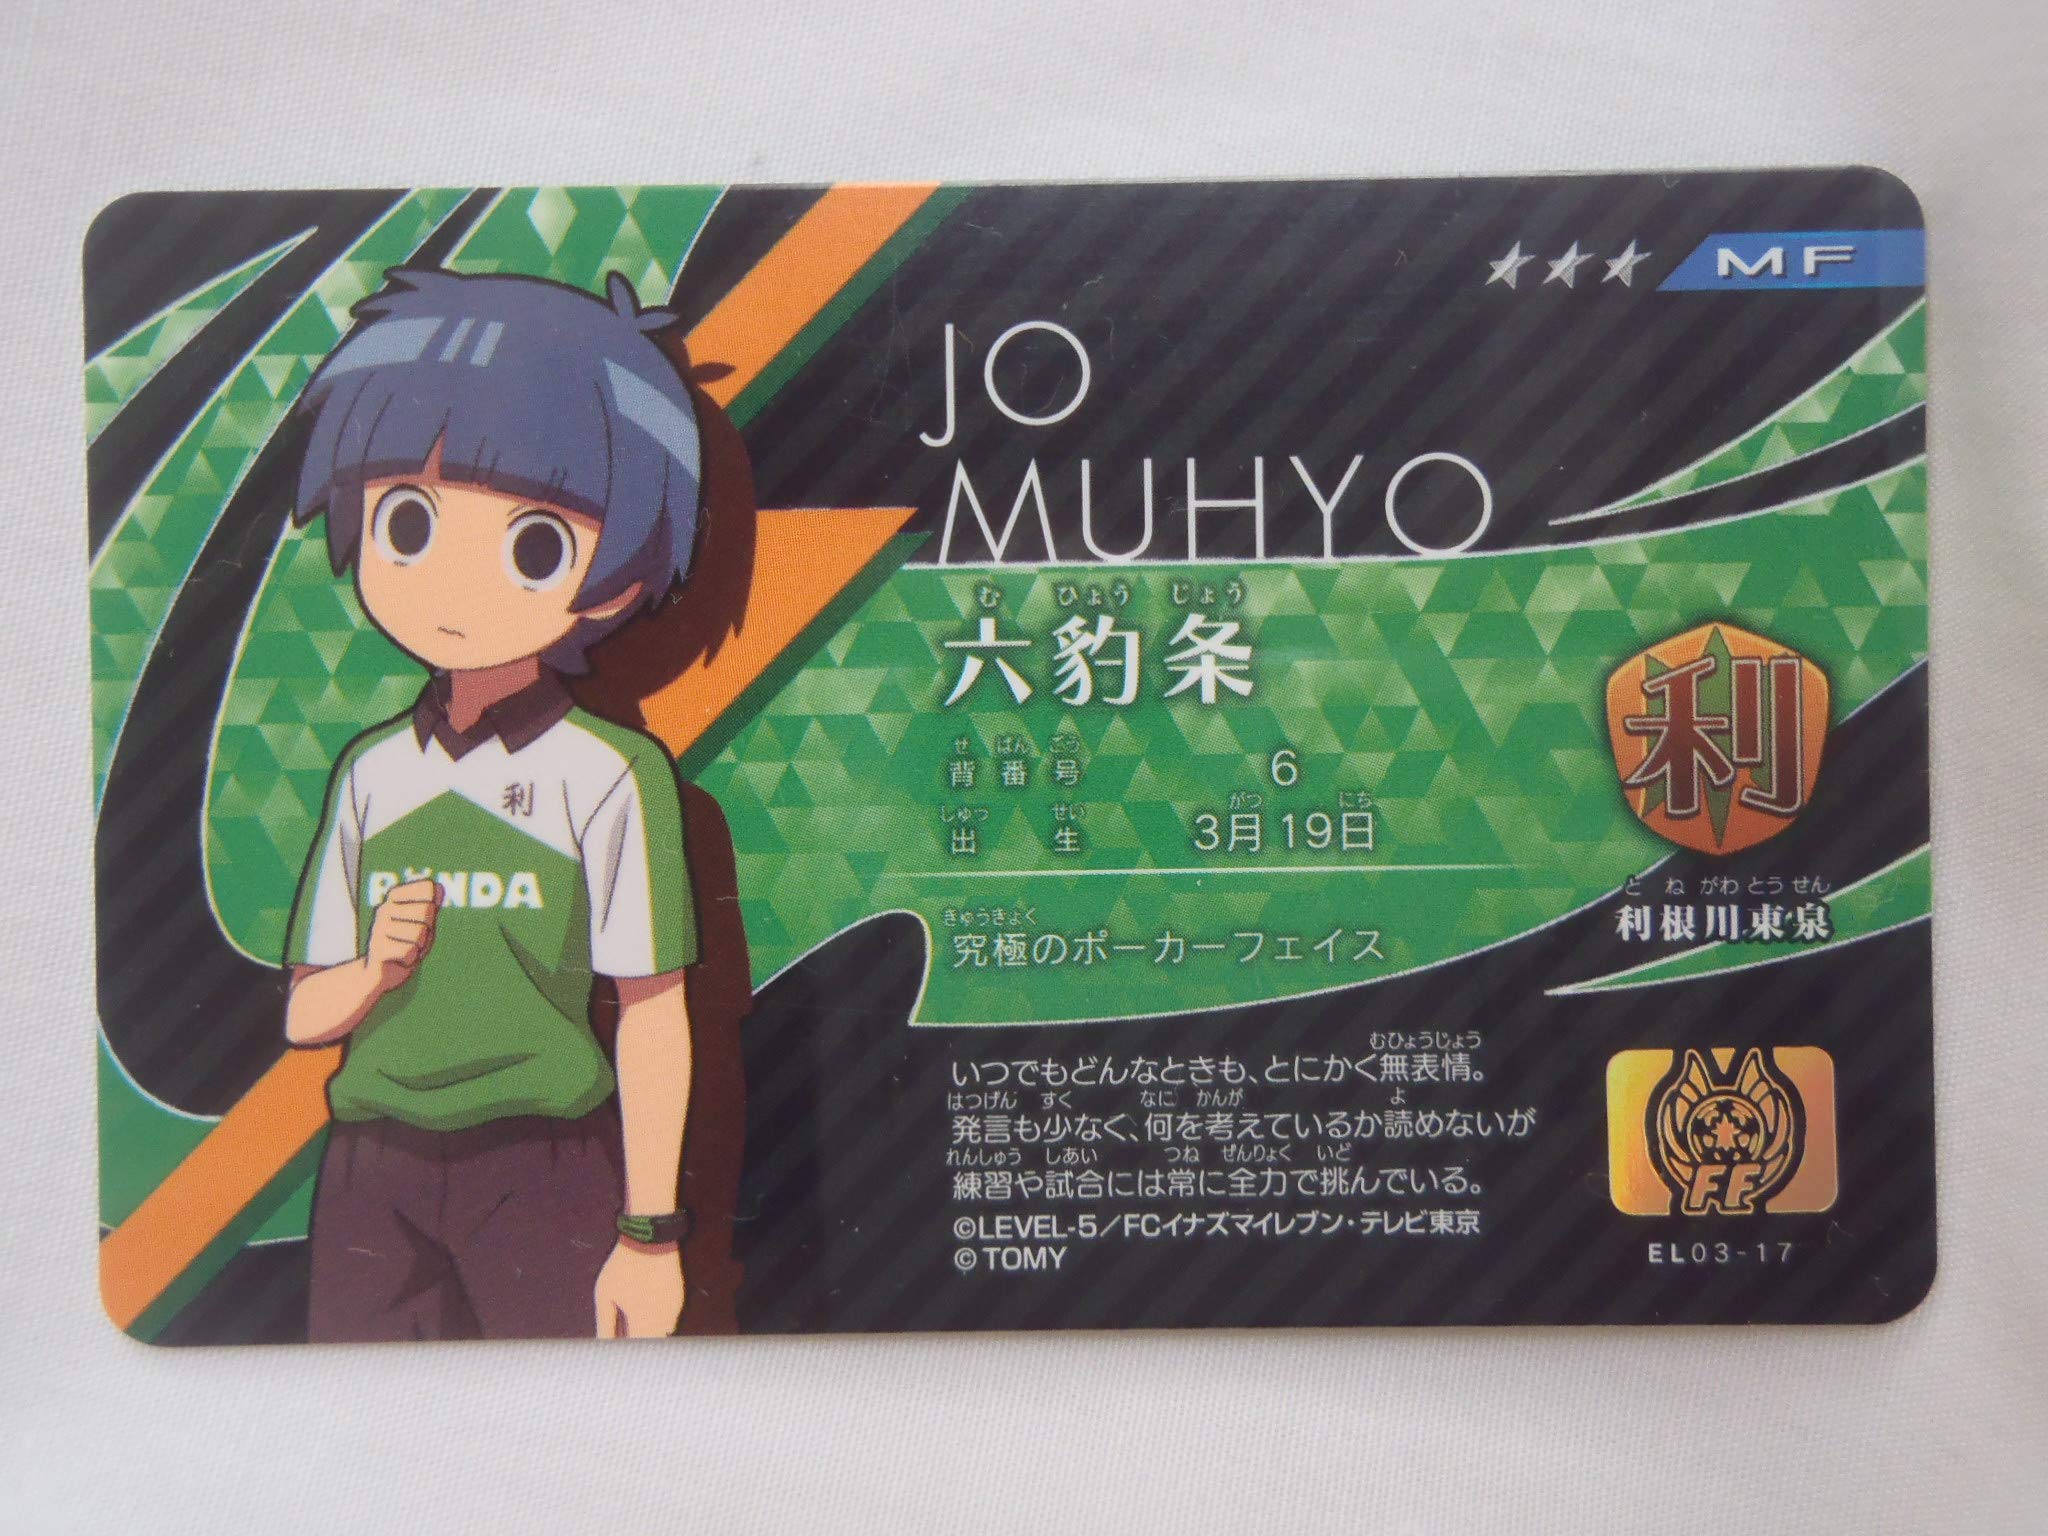 MF
JO
MUHYO
む ひょう じょう
六豹条
せ ばん ごう
背番号 6
しゅっ せい がつ にち
出生 3月19日
きゅうきょく
究極のポーカーフェイス
むひょうじょう
いつでもどんなときも、とにかく無表情。
はつげん すく なに かんが よ
発言も少なく、何を考えているか読めないが
れんしゅう しあい つね ぜんりょく いど
練習や試合には常に全力で挑んでいる。
©LEVEL-5／FCイナズマイレブン・テレビ東京
© TOMY
利
と ね がわ とう せん
利根川東泉
FF
EL03-17
利